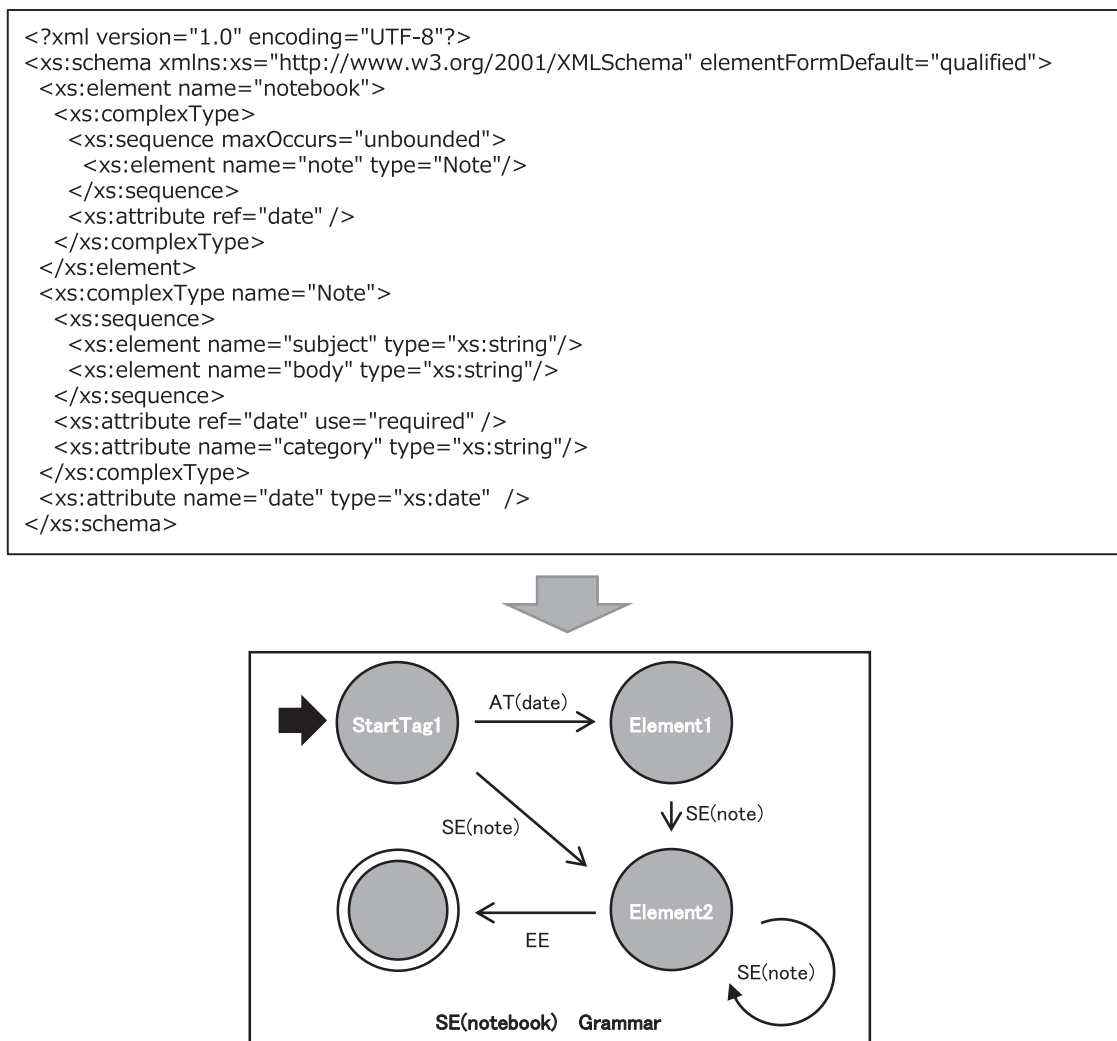 <?xml version="1.0" encoding="UTF-8"?>
<xs:schema xmlns:xs="http://www.w3.org/2001/XMLSchema" elementFormDefault="qualified">
<xs:element name="notebook">
<xs:complexType>
<xs:sequence maxOccurs="unbounded">
<xs:element name="note" type="Note"/>
</xs:sequence>
<xs:attribute ref="date" />
</xs:complexType>
</xs:element>
<xs:complexType name="Note">
<xs:sequence>
<xs:element name="subject" type="xs:string"/>
<xs:element name="body" type="xs:string"/>
</xs:sequence>
<xs:attribute ref="date" use="required" />
<xs:attribute name="category" type="xs:string"/>
</xs:complexType>
<xs:attribute name="date" type="xs:date"  />
</xs:schema>
StartTag1
AT(date)
Element1
SE(note)
SE(note)
Element2
EE
SE(note)
SE(notebook) Grammar